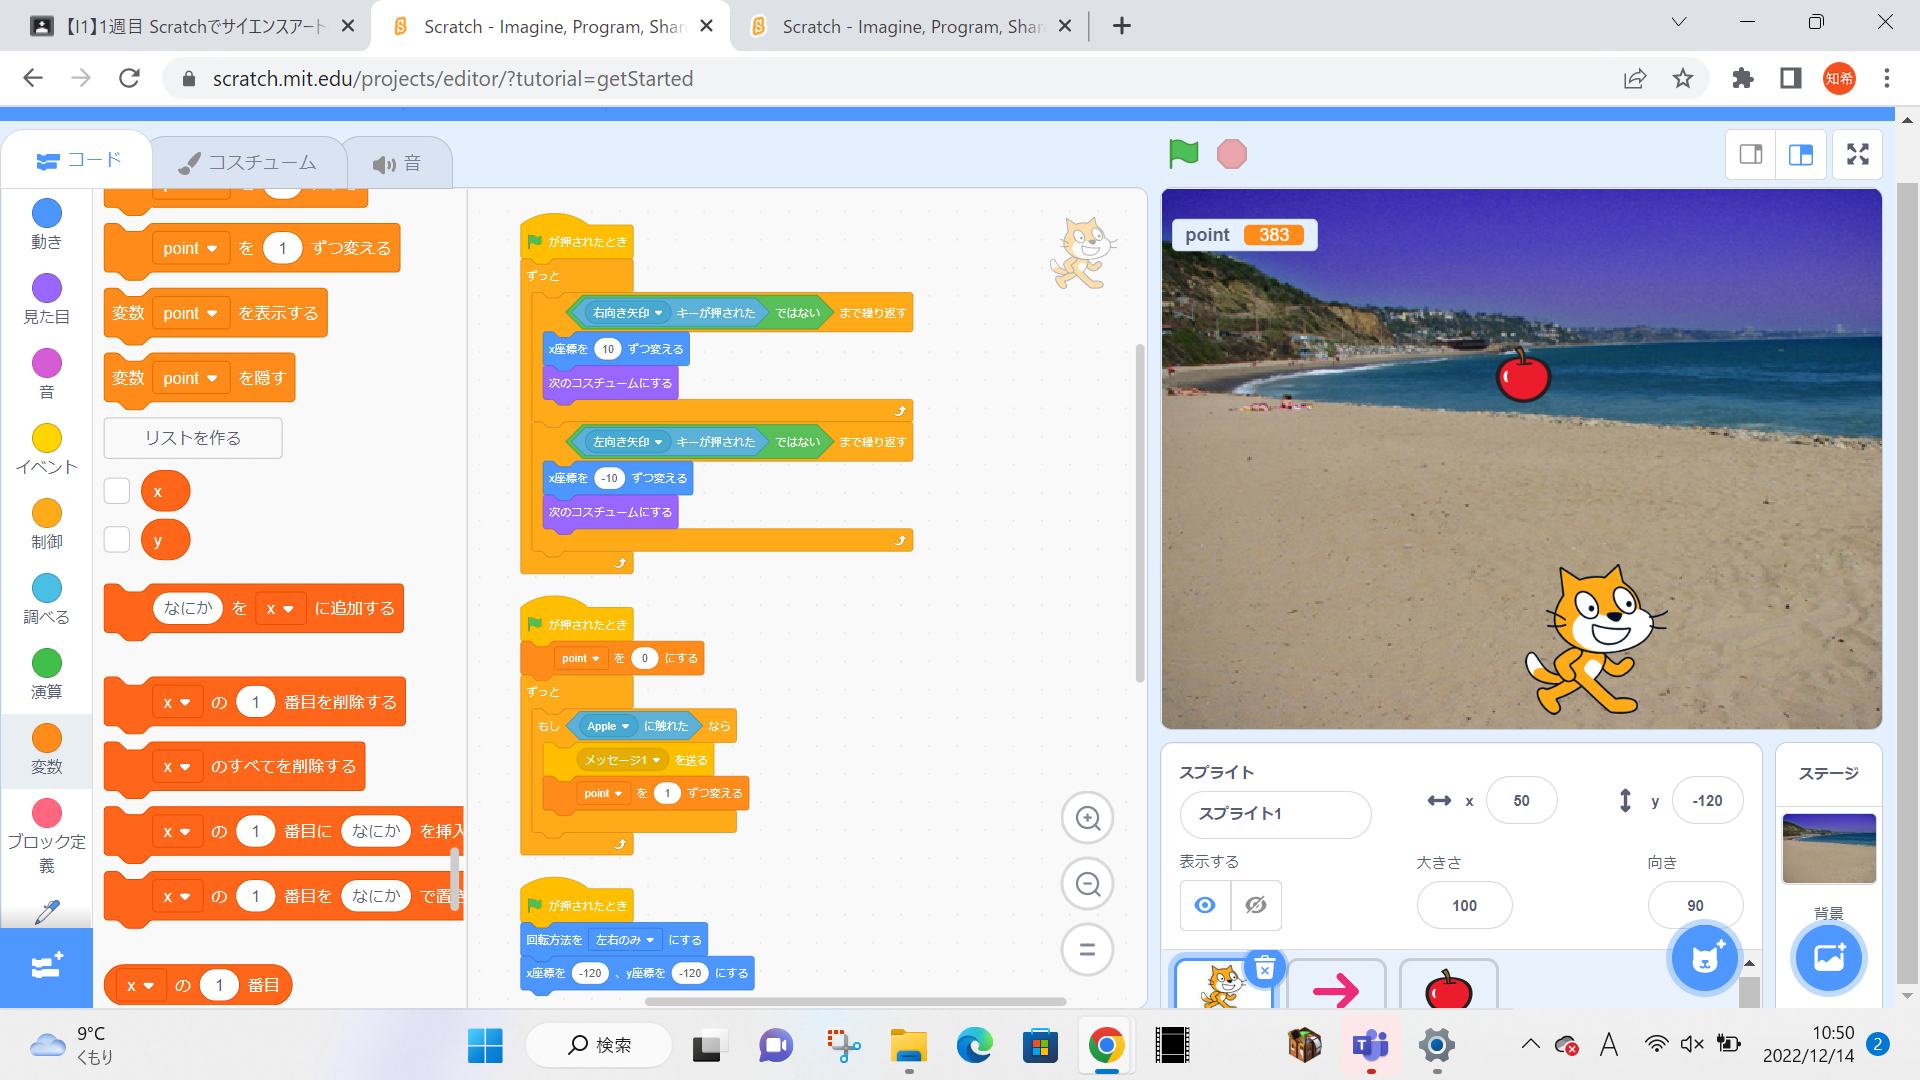 【I1】1週目 Scratchでサイエンスアート
Scratch - Imagine, Program, Shar
Scratch - Imagine, Program, Shar
scratch.mit.edu/projects/editor/?tutorial=getStarted
知希
コード
コスチューム
音
動き
見た目
音
イベント
制御
調べる
演算
変数
ブロック定
義
point を 1 ずつ変える
変数 point を表示する
変数 point を隠す
リストを作る
x
y
なにか を x に追加する
x の 1 番目を削除する
x のすべてを削除する
x の 1 番目に なにか を挿入
x の 1 番目を なにか で置き
x の 1 番目
が押されたとき
ずっと
右向き矢印 キーが押された ではない まで繰り返す
x座標を 10 ずつ変える
次のコスチュームにする
左向き矢印 キーが押された ではない まで繰り返す
x座標を -10 ずつ変える
次のコスチュームにする
が押されたとき
point を 0 にする
ずっと
もし Apple に触れた なら
メッセージ1 を送る
point を 1 ずつ変える
が押されたとき
回転方法を 左右のみ にする
x座標を -120 、y座標を -120 にする
point 383
スプライト
スプライト1
x 50
y -120
表示する
大きさ
100
向き
90
ステージ
背景
9°C
くもり
検索
A
10:50
2022/12/14
2